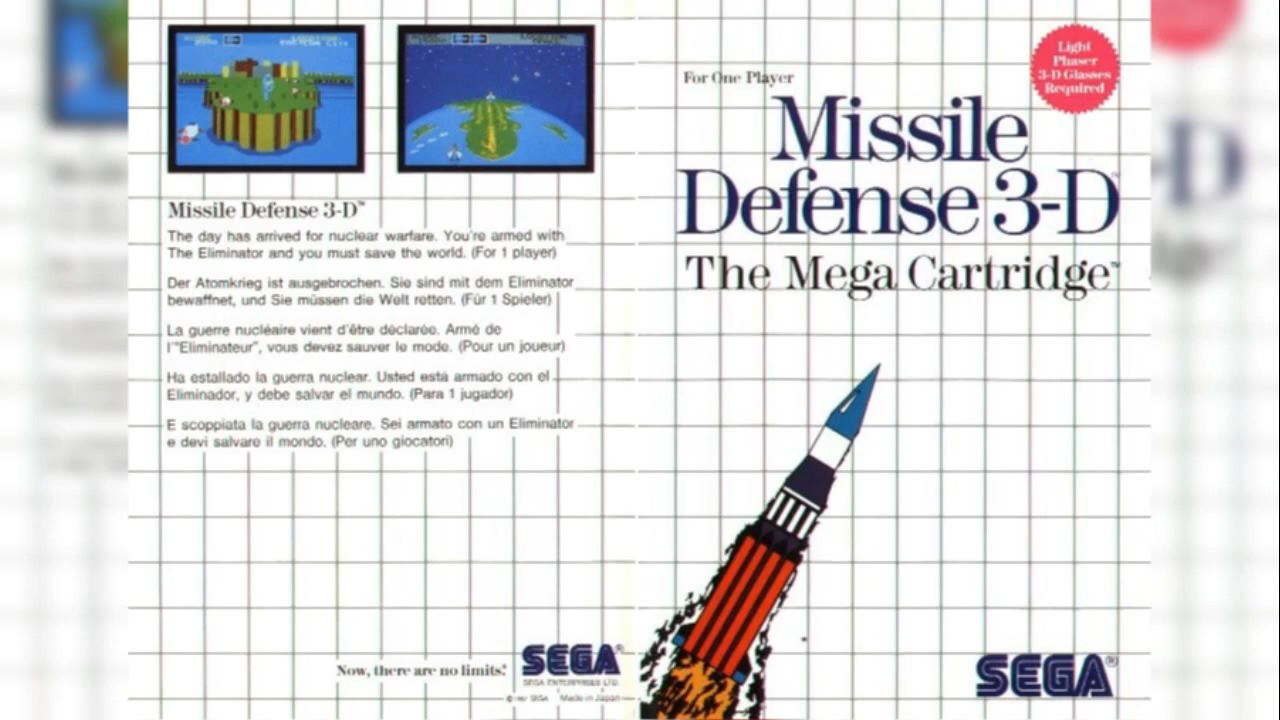 Missile Defense 3-D™
The day has arrived for nuclear warfare. You're armed with
The Eliminator and you must save the world. (For 1 player)
Der Atomkrieg ist ausgebrochen. Sie sind mit dem Eliminator
bewaffnet, und Sie müssen die Welt retten. (Für 1 Spieler)
La guerre nucléaire vient d'être déclarée. Armé de
l'"Eliminateur", vous devez sauver le mode. (Pour un joueur)
Ha estallado la guerra nuclear. Usted está armado con el
Eliminador, y debe salvar el mundo. (Para 1 jugador)
E scoppiata la guerra nucleare. Sei armato con un Eliminator
e devi salvare il mondo. (Per uno giocatori)
Now, there are no limits.
SEGA®
SEGA ENTERPRISES LTD.
© 1987 SEGA Made in Japan
For One Player
Light
Phaser
3-D Glasses
Required
Missile
Defense 3-D™
The Mega Cartridge™
SEGA®